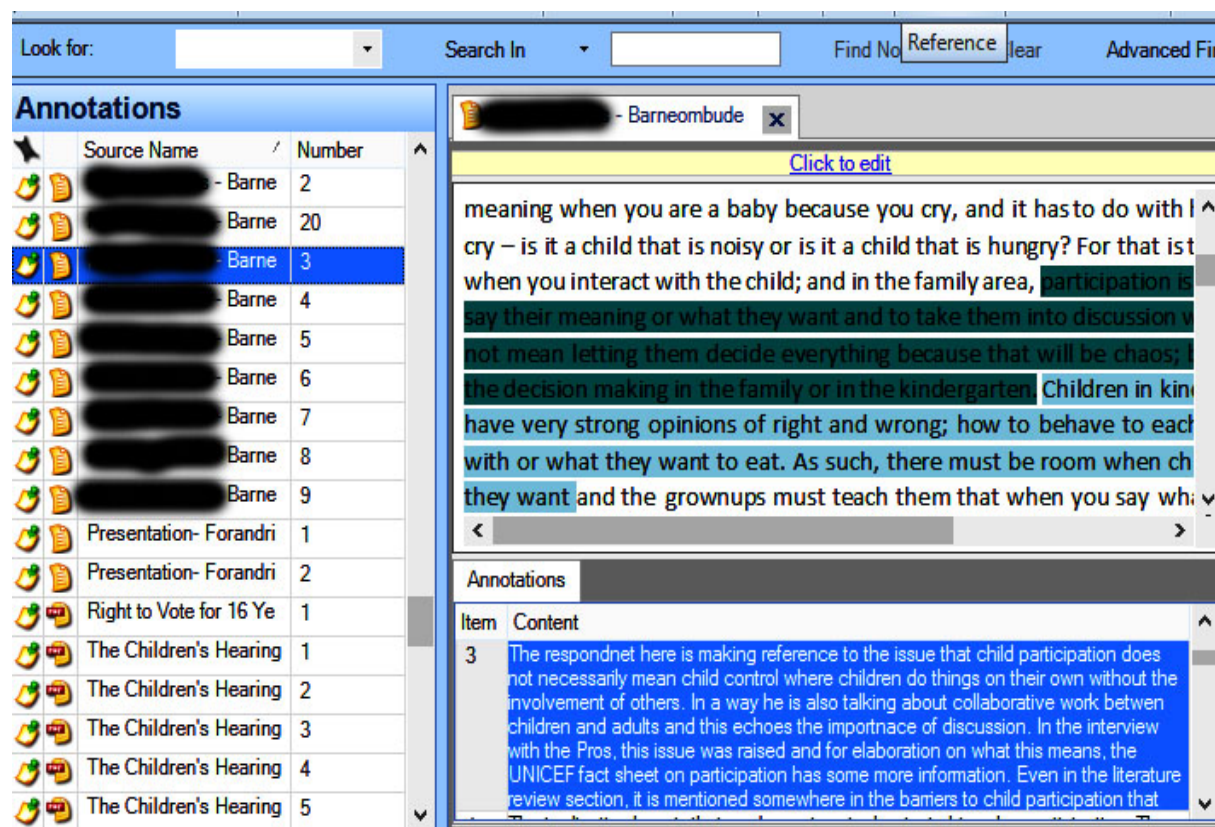 Look for:
Search In
Find No
Reference
lear
Advanced Fi
Annotations
Source Name / Number
- Barne 2
Barne 20
- Barne 3
- Barne 4
Barne 5
Barne 6
Barne 7
Barne 8
Barne 9
Presentation- Forandri 1
Presentation- Forandri 2
Right to Vote for 16 Ye 1
The Children's Hearing 1
The Children's Hearing 2
The Children's Hearing 3
The Children's Hearing 4
The Children's Hearing 5
- Barneombude x
Click to edit
meaning when you are a baby because you cry, and it has to do with
cry – is it a child that is noisy or is it a child that is hungry? For that is t
when you interact with the child; and in the family area, participation is
say their meaning or what they want and to take them into discussion w
not mean letting them decide everything because that will be chaos;
the decision making in the family or in the kindergarten. Children in kin
have very strong opinions of right and wrong; how to behave to each
with or what they want to eat. As such, there must be room when ch
they want and the grownups must teach them that when you say wha
Annotations
Item Content
3 The respondnet here is making reference to the issue that child participation does
not necessarily mean child control where children do things on their own without the
involvement of others. In a way he is also talking about collaborative work betwen
children and adults and this echoes the importnace of discussion. In the interview
with the Pros, this issue was raised and for elaboration on what this means, the
UNICEF fact sheet on participation has some more information. Even in the literature
review section, it is mentioned somewhere in the barriers to child participation that